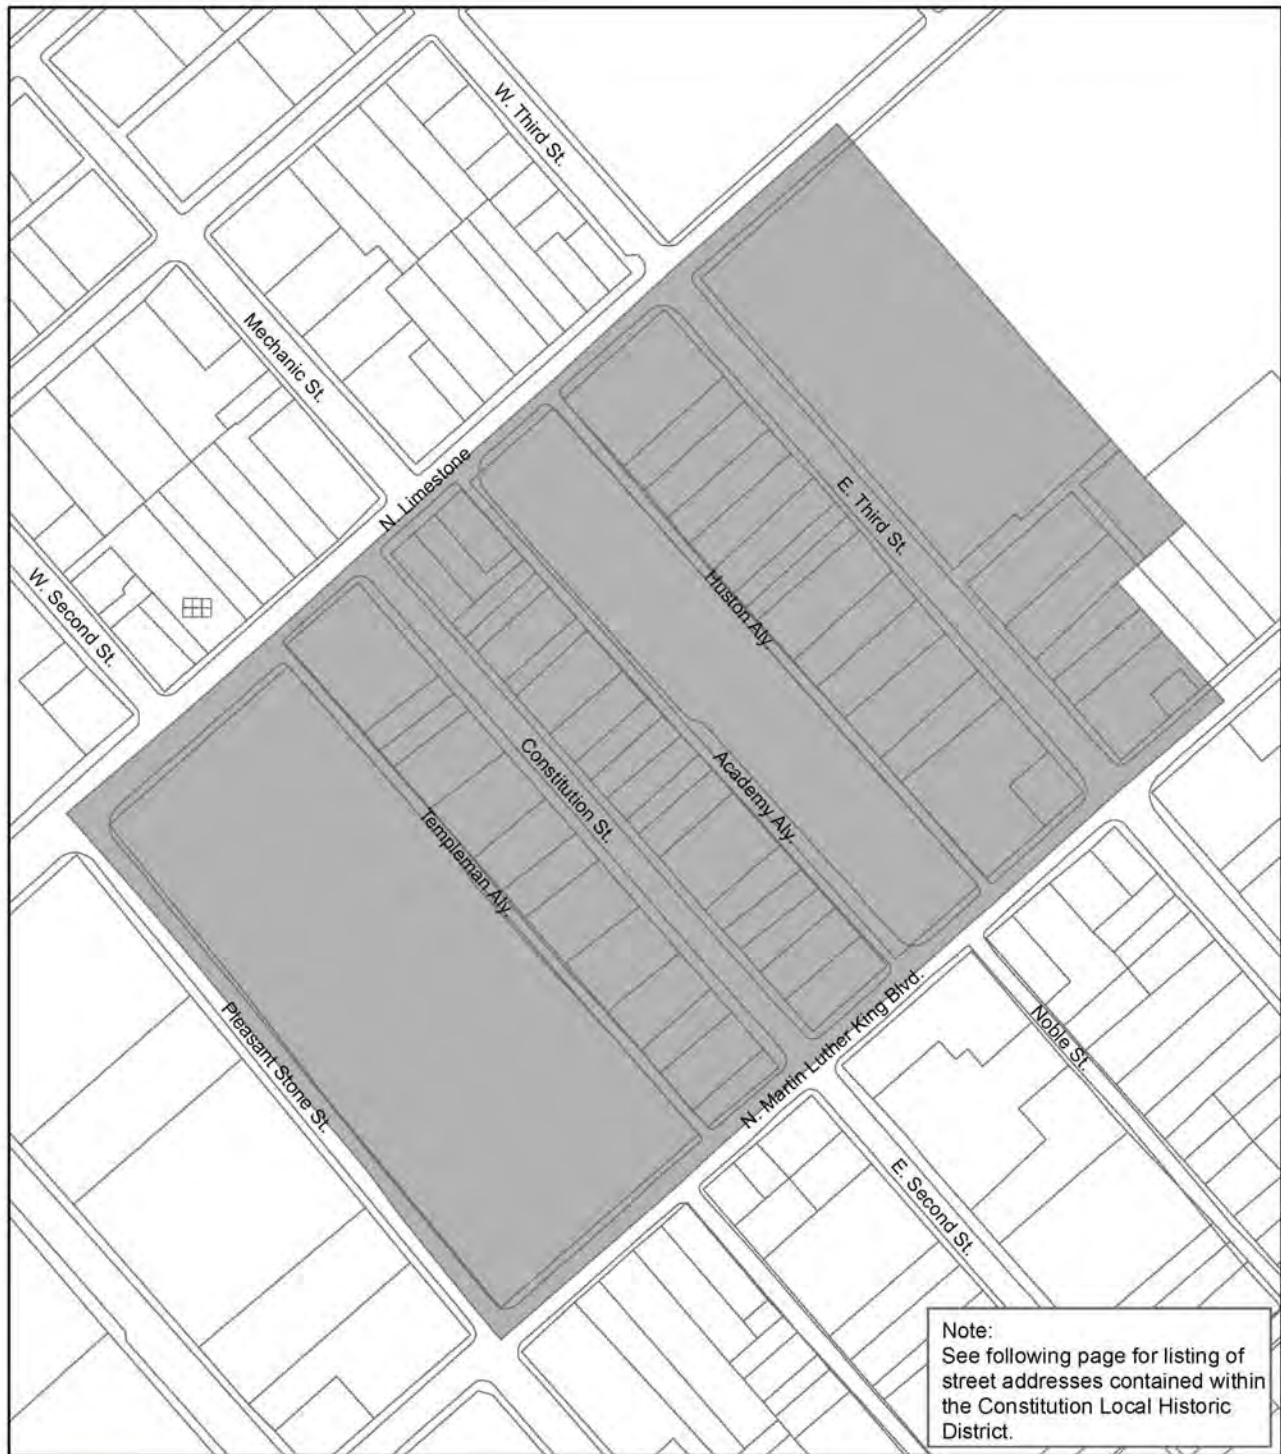 W. Third St.
Mechanic St.
N. Limestone
E. Third St.
W. Second St.
Huston Aly.
Constitution St.
Academy Aly.
Templeman Aly.
Pleasant Stone St.
N. Martin Luther King Blvd.
Noble St.
E. Second St.
Note:
See following page for listing of
street addresses contained within
the Constitution Local Historic
District.